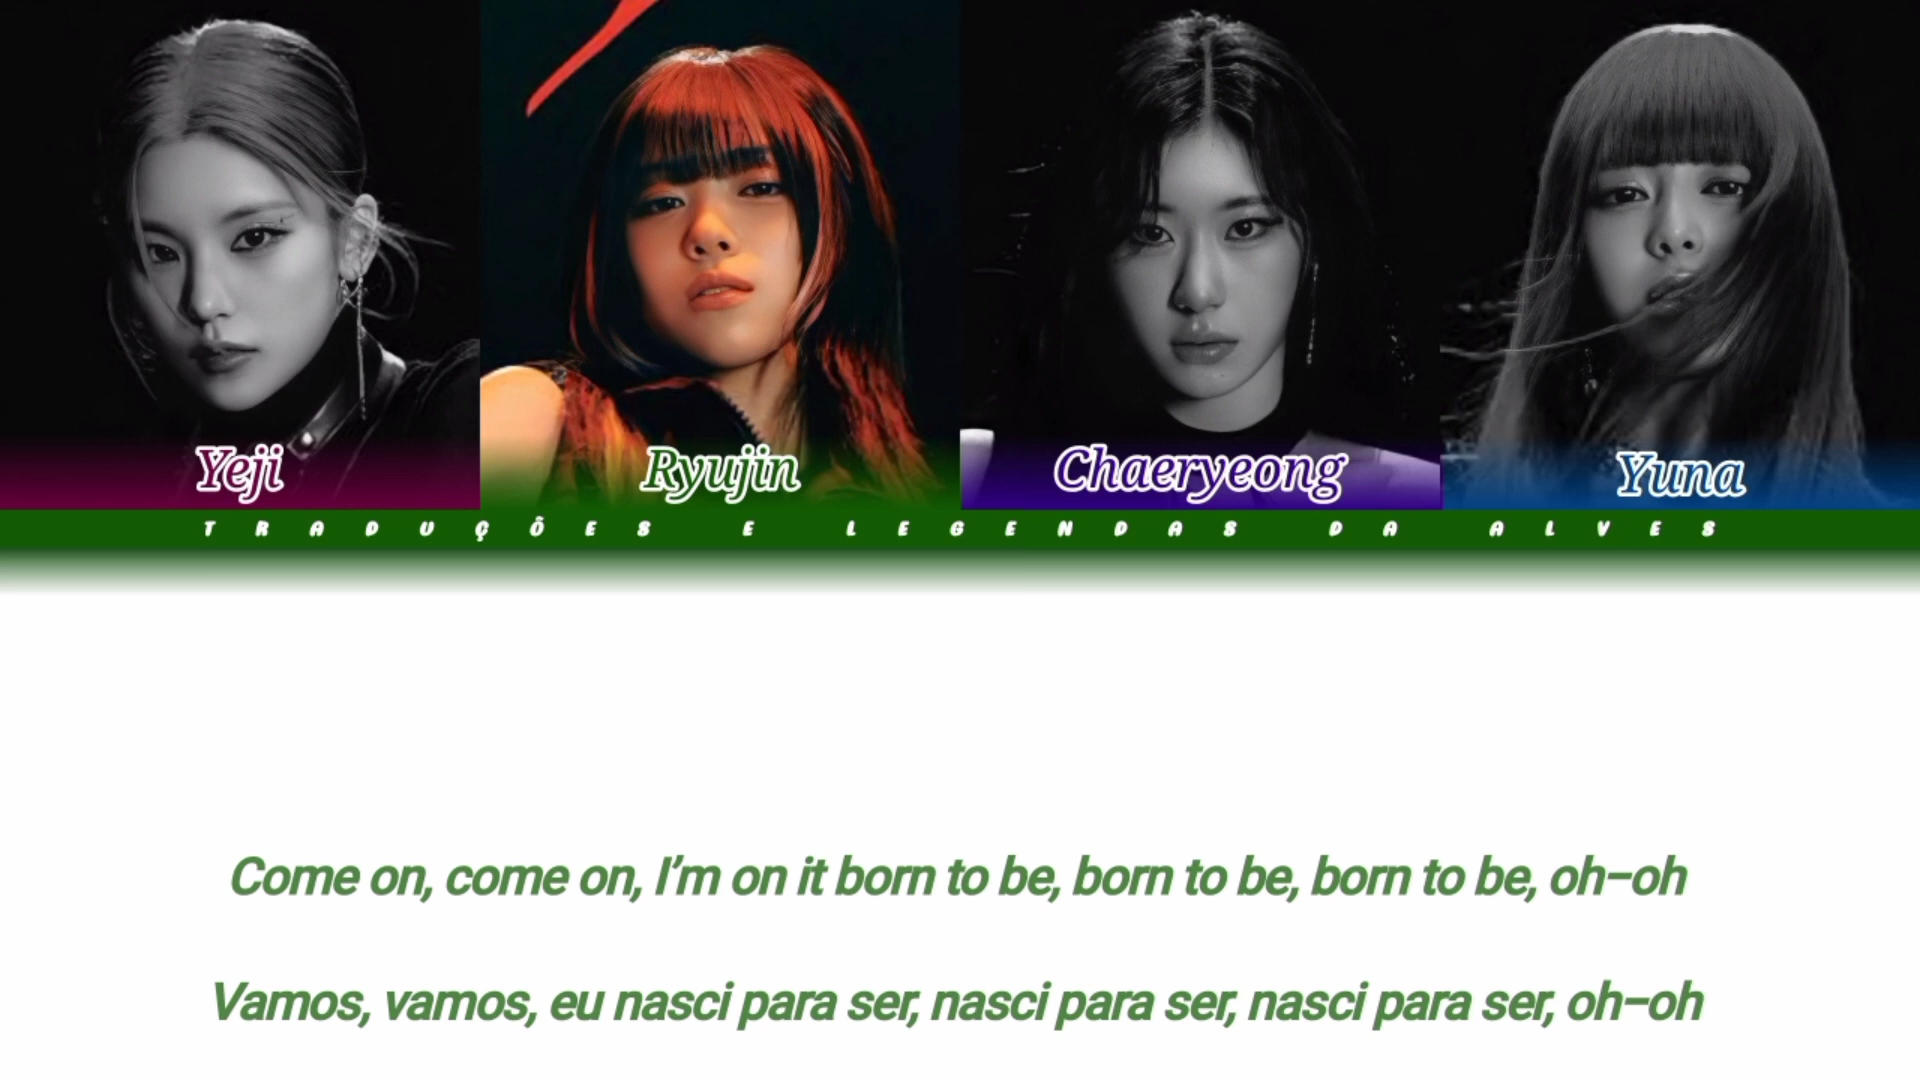 Yeji
Ryujin
Chaeryeong
Yuna
TRADUÇÕES E LEGENDAS DA ALVES
Come on, come on, I'm on it born to be, born to be, born to be, oh-oh
Vamos, vamos, eu nasci para ser, nasci para ser, nasci para ser, oh-oh